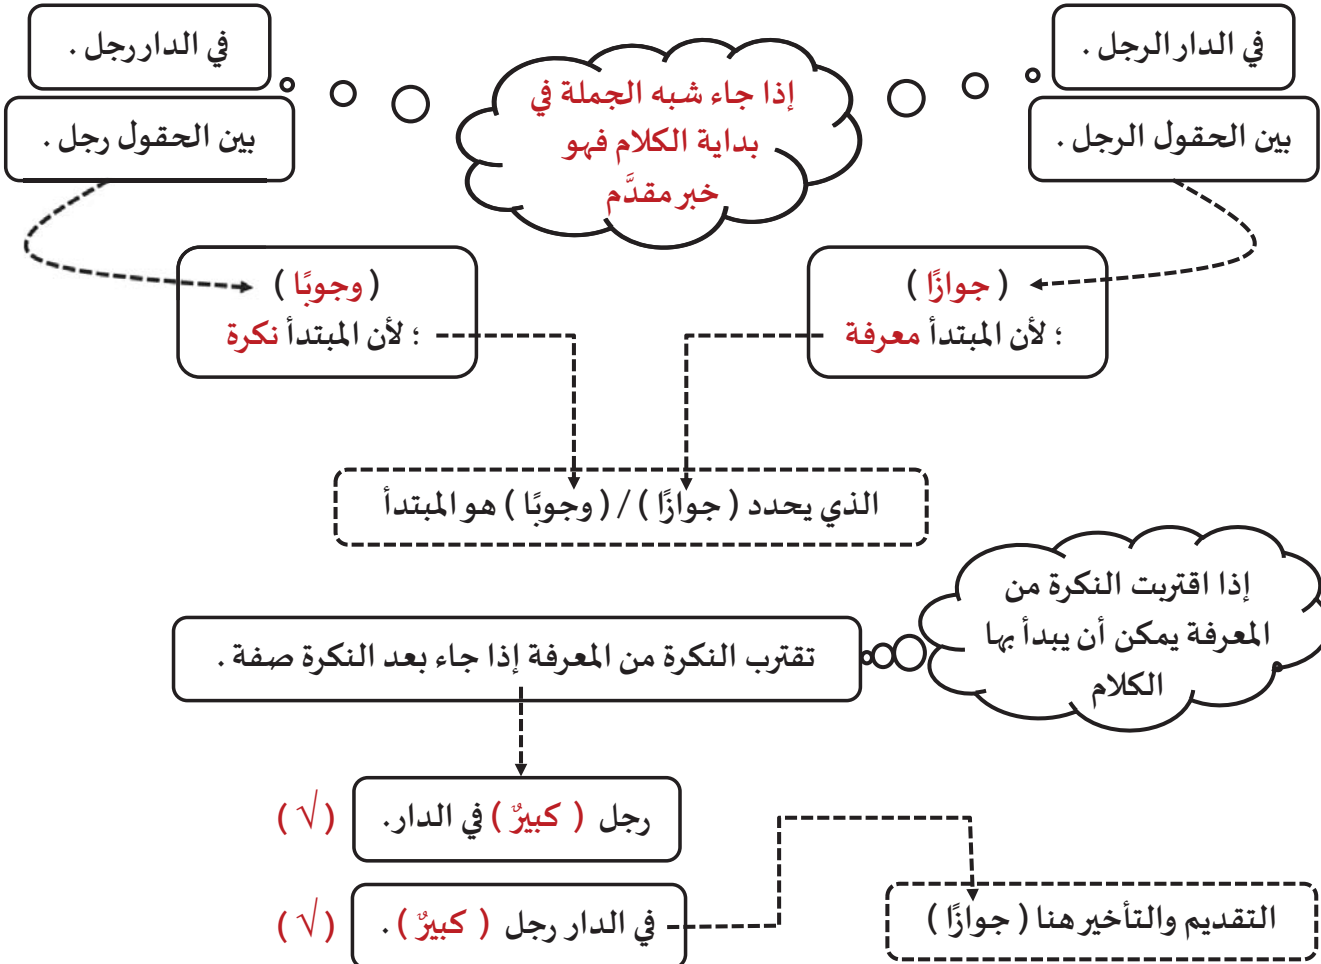 في الدار الرجل .
بين الحقول الرجل .
إذا جاء شبه الجملة في
بداية الكلام فهو
خبر مقدَّم
في الدار رجل .
بين الحقول رجل .
( جوازًا )
؛ لأن المبتدأ معرفة
( وجوبًا )
؛ لأن المبتدأ نكرة
الذي يحدد ( جوازًا ) / ( وجوبًا ) هو المبتدأ
إذا اقتربت النكرة من
المعرفة يمكن أن يبدأ بها
الكلام
تقترب النكرة من المعرفة إذا جاء بعد النكرة صفة .
رجل ( كبيرٌ ) في الدار. (√)
في الدار رجل ( كبيرٌ ) . (√)
التقديم والتأخير هنا ( جوازًا )